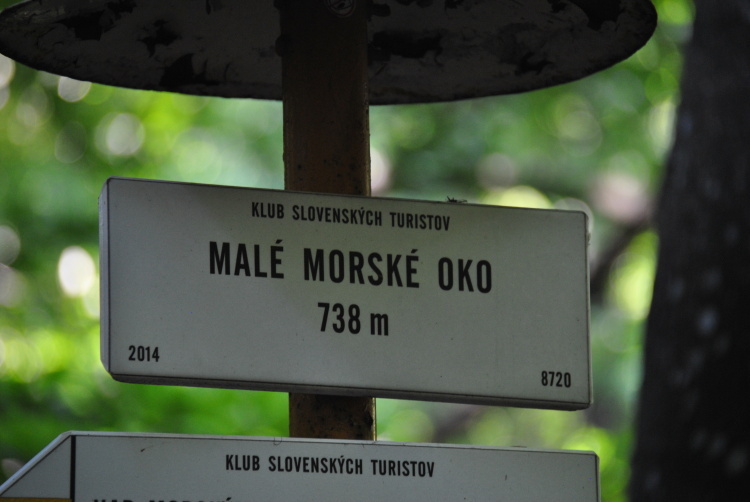 KLUB SLOVENSKÝCH TURISTOV
MALÉ MORSKÉ OKO
738 m
2014
8720
KLUB SLOVENSKÝCH TURISTOV